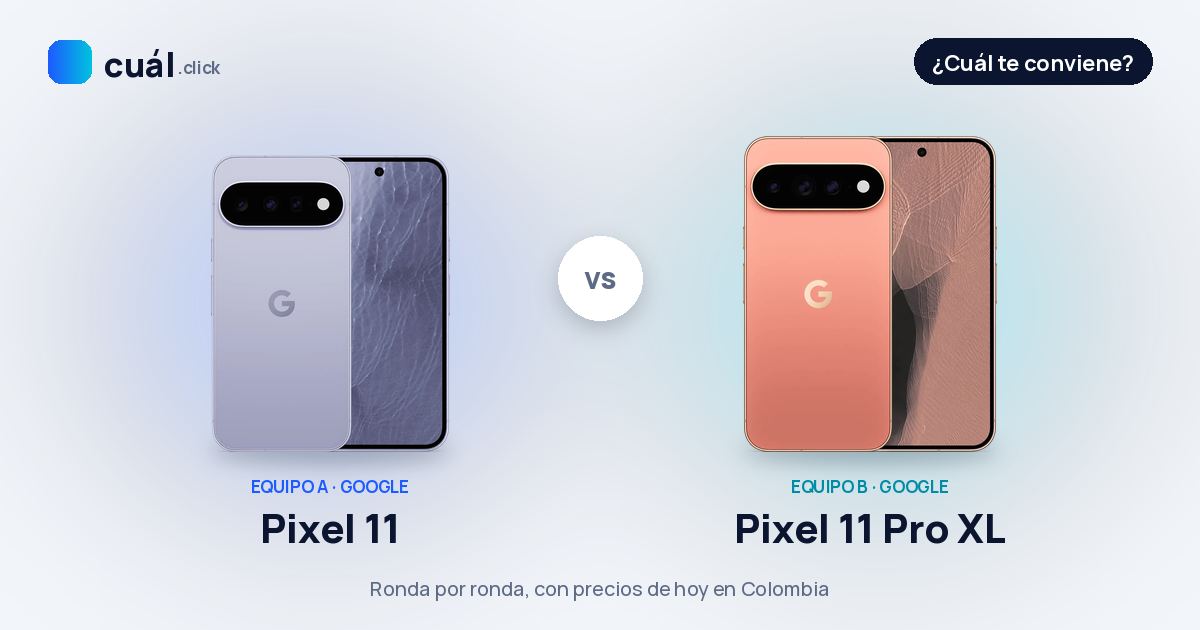 cuál.click
¿Cuál te conviene?
G
G
VS
EQUIPO A · GOOGLE
EQUIPO B · GOOGLE
Pixel 11
Pixel 11 Pro XL
Ronda por ronda, con precios de hoy en Colombia